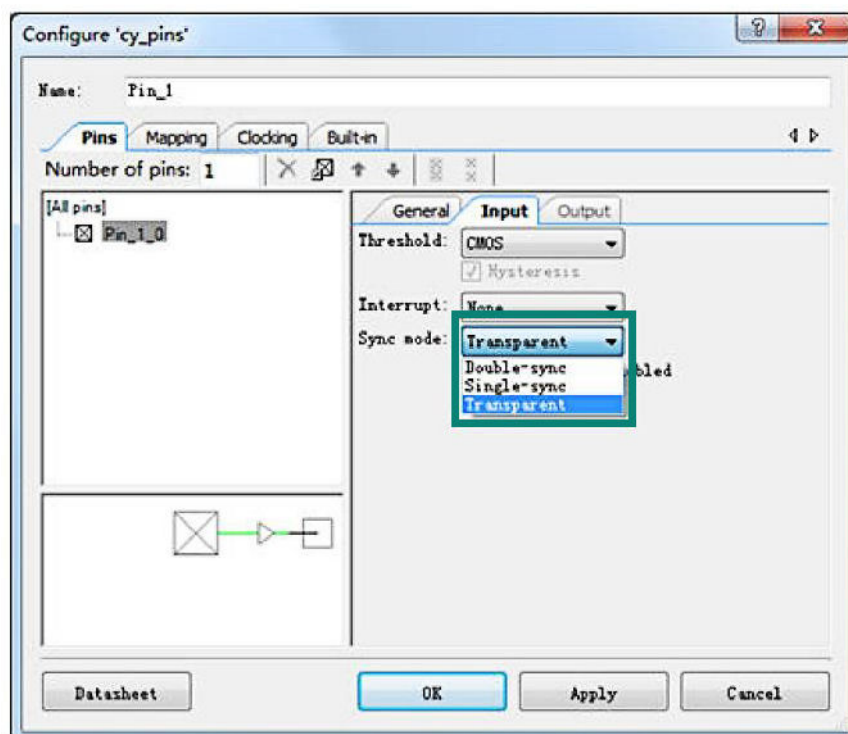 Configure 'cy_pins'
Name: Pin_1
Pins Mapping Clocking Built-in
Number of pins: 1
[All pins]
Pin_1_0
General Input Output
Threshold: CMOS
Hysteresis
Interrupt: None
Sync mode: Transparent
Double-sync
Single-sync
Transparent
Datasheet OK Apply Cancel